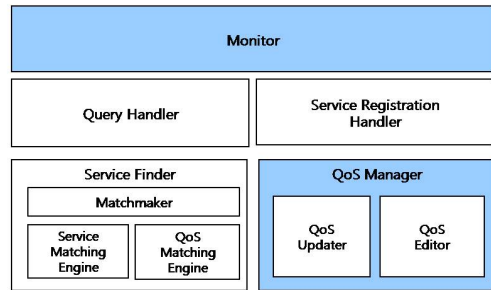 Monitor
Query Handler
Service Registration
Handler
Service Finder
Matchmaker
Service
Matching
Engine
QoS
Matching
Engine
QoS Manager
QoS
Updater
QoS
Editor